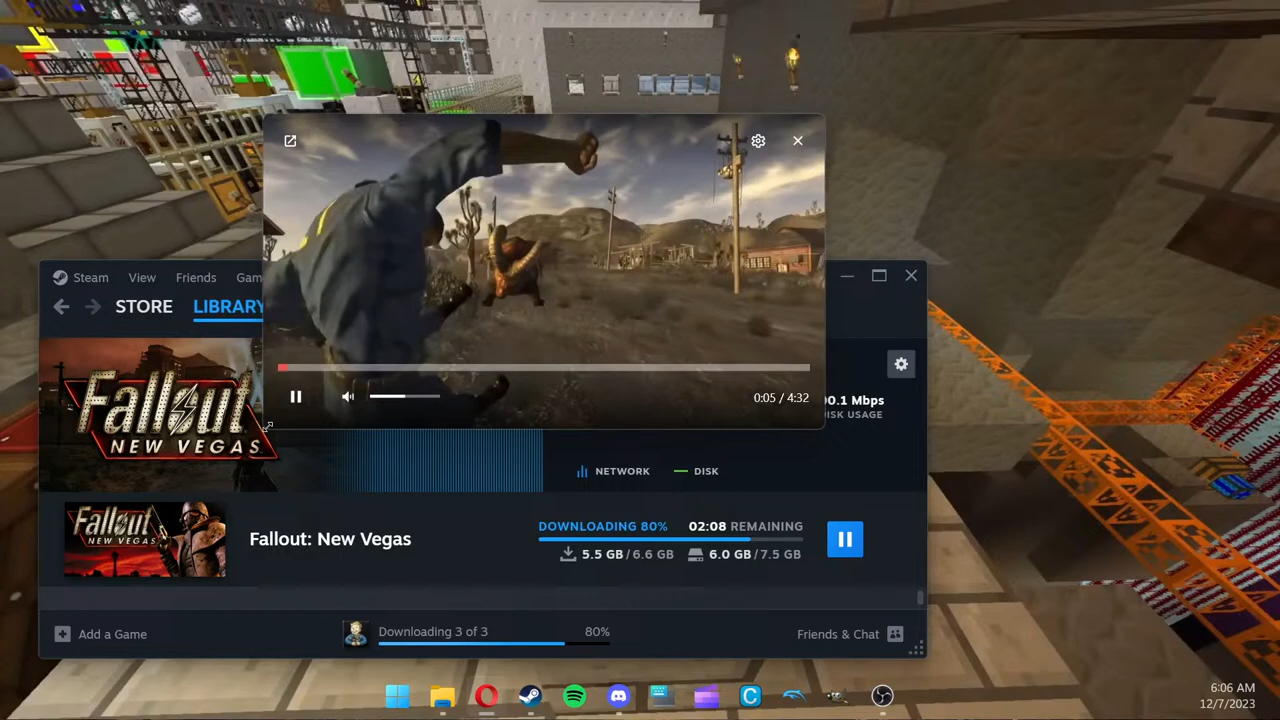 Steam View Friends Gam
STORE LIBRARY
0:05 / 4:32
0.1 Mbps
ISK USAGE
Fallout
NEW VEGAS
NETWORK DISK
Fallout
NEW VEGAS
Fallout: New Vegas
DOWNLOADING 80% 02:08 REMAINING
5.5 GB / 6.6 GB 6.0 GB / 7.5 GB
Add a Game
Downloading 3 of 3 80%
Friends & Chat
6:06 AM
12/7/2023